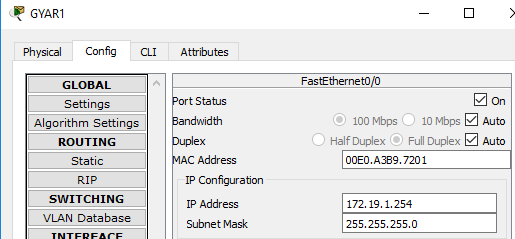 GYAR1
Physical Config CLI Attributes
GLOBAL
Settings
Algorithm Settings
ROUTING
Static
RIP
SWITCHING
VLAN Database
INTERFACE
FastEthernet0/0
Port Status On
Bandwidth 100 Mbps 10 Mbps Auto
Duplex Half Duplex Full Duplex Auto
MAC Address 00E0.A3B9.7201
IP Configuration
IP Address 172.19.1.254
Subnet Mask 255.255.255.0